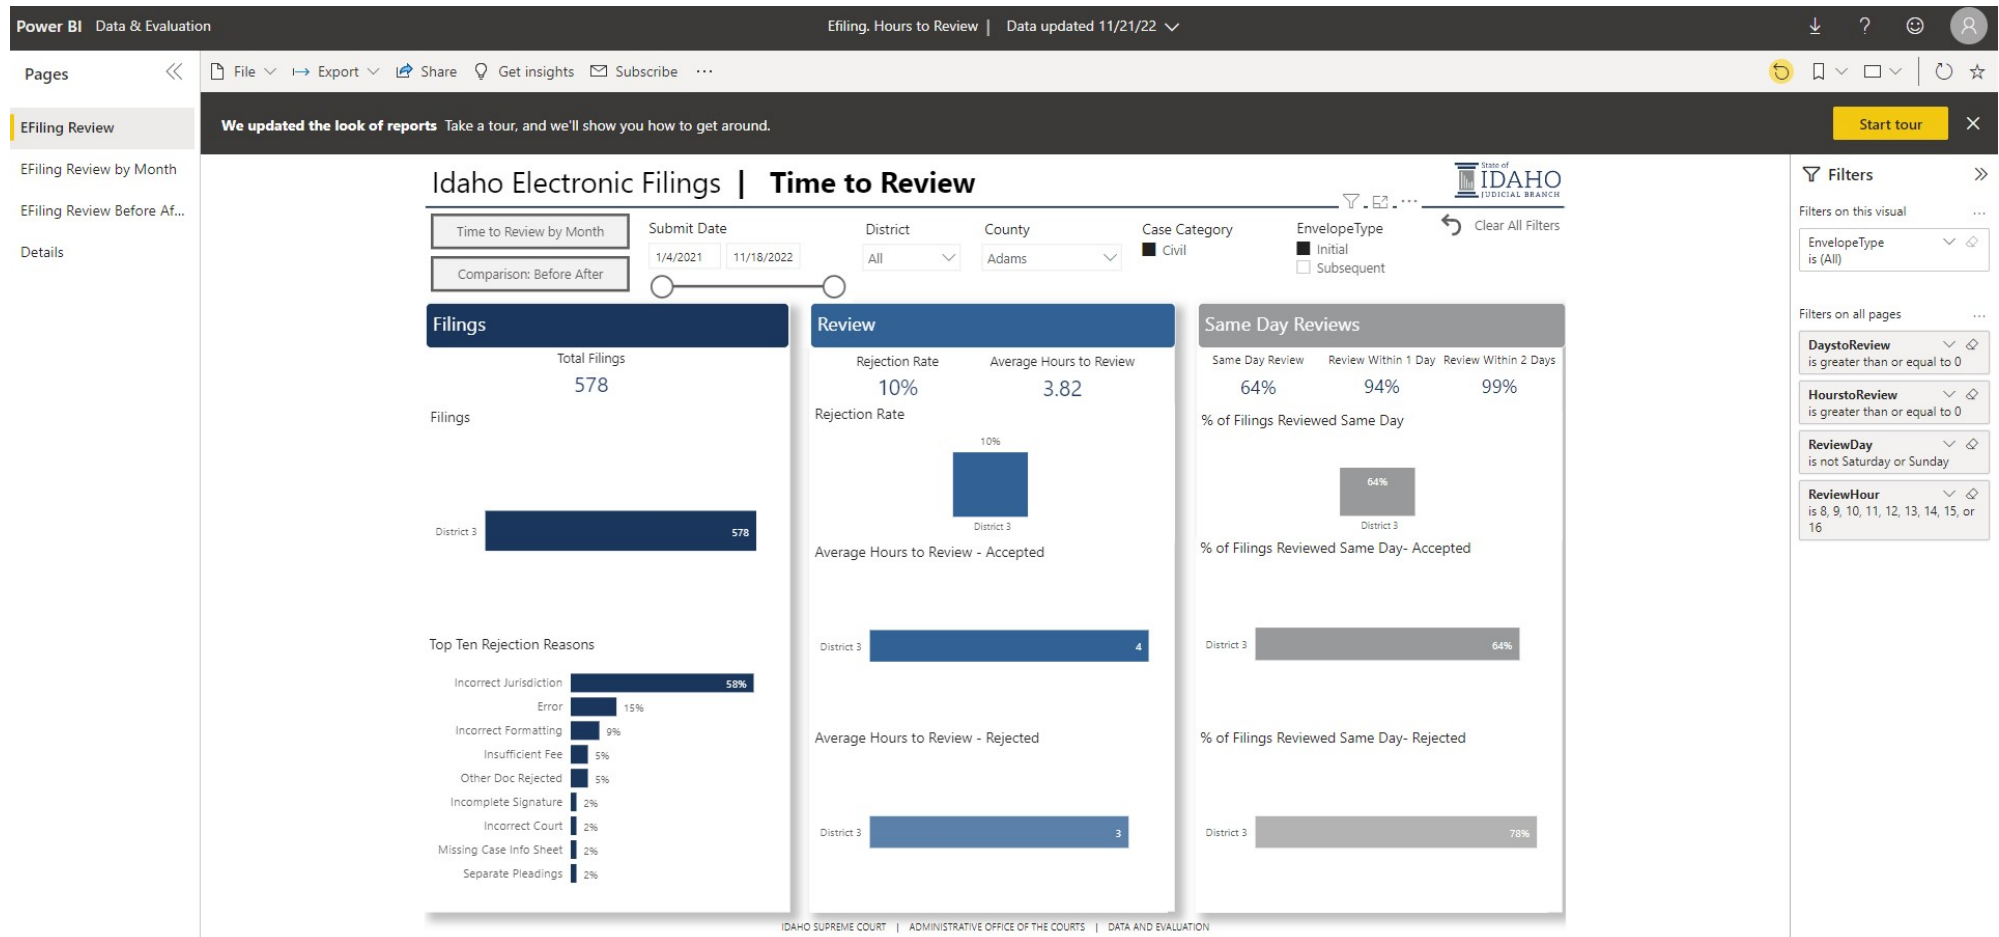 Power BI Data & Evaluation
Efiling. Hours to Review | Data updated 11/21/22
Pages
File
Export
Share
Get insights
Subscribe
EFiling Review
EFiling Review by Month
EFiling Review Before Af...
Details
We updated the look of reports Take a tour, and we'll show you how to get around.
Start tour
Idaho Electronic Filings | Time to Review
State of
IDAHO
JUDICIAL BRANCH
Time to Review by Month
Comparison: Before After
Submit Date
1/4/2021
11/18/2022
District
All
County
Adams
Case Category
Civil
EnvelopeType
Initial
Subsequent
Clear All Filters
Filings
Total Filings
578
Filings
District 3
578
Top Ten Rejection Reasons
Incorrect Jurisdiction 58%
Error 15%
Incorrect Formatting 9%
Insufficient Fee 5%
Other Doc Rejected 5%
Incomplete Signature 2%
Incorrect Court 2%
Missing Case Info Sheet 2%
Separate Pleadings 2%
Review
Rejection Rate
10%
Average Hours to Review
3.82
Rejection Rate
10%
District 3
Average Hours to Review - Accepted
District 3
4
Average Hours to Review - Rejected
District 3
3
Same Day Reviews
Same Day Review
64%
Review Within 1 Day
94%
Review Within 2 Days
99%
% of Filings Reviewed Same Day
64%
District 3
% of Filings Reviewed Same Day- Accepted
District 3
64%
% of Filings Reviewed Same Day- Rejected
District 3
78%
IDAHO SUPREME COURT | ADMINISTRATIVE OFFICE OF THE COURTS | DATA AND EVALUATION
Filters
Filters on this visual
EnvelopeType
is (All)
Filters on all pages
DaystoReview
is greater than or equal to 0
HourstoReview
is greater than or equal to 0
ReviewDay
is not Saturday or Sunday
ReviewHour
is 8, 9, 10, 11, 12, 13, 14, 15, or
16